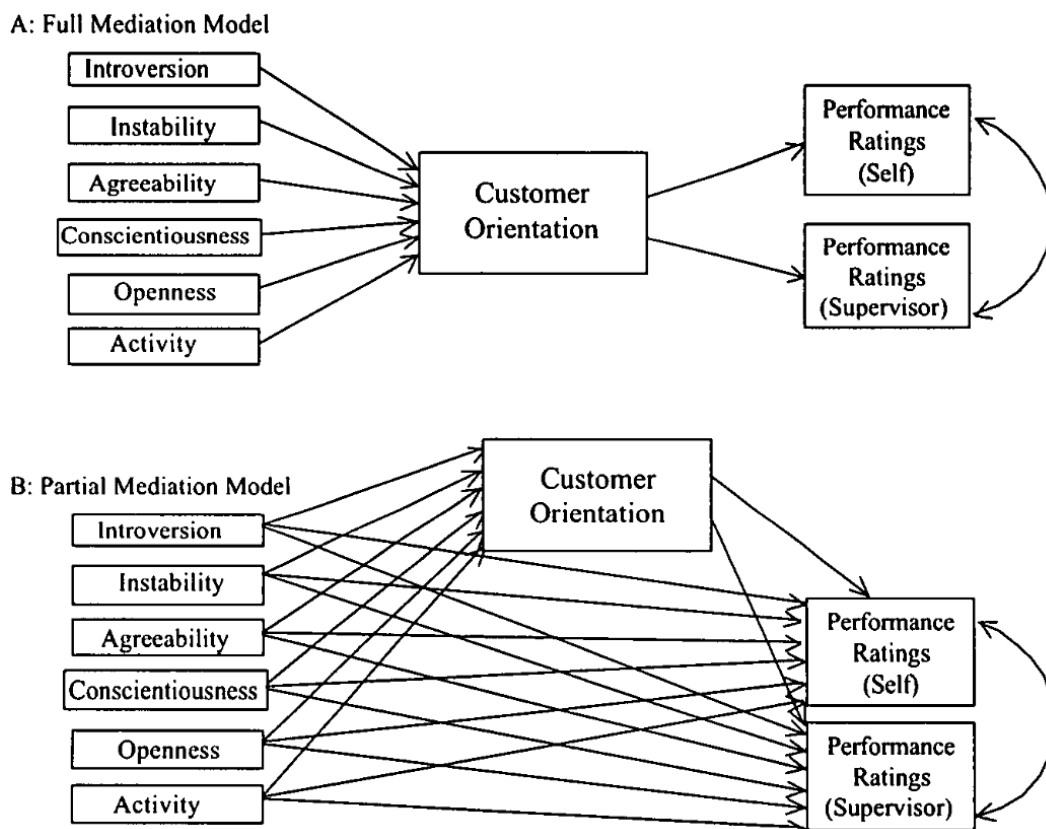 A: Full Mediation Model
Introversion
Instability
Agreeability
Conscientiousness
Openness
Activity
Customer
Orientation
Performance
Ratings
(Self)
Performance
Ratings
(Supervisor)
B: Partial Mediation Model
Introversion
Instability
Agreeability
Conscientiousness
Openness
Activity
Customer
Orientation
Performance
Ratings
(Self)
Performance
Ratings
(Supervisor)